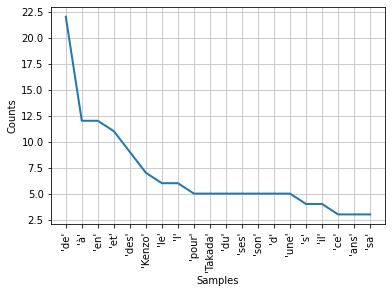 22.5
20.0
17.5
15.0
12.5
10.0
7.5
5.0
2.5
Counts
'de'
'à'
'en'
'et'
'des'
'Kenzo'
'le'
'l'
'pour'
'Takada'
'du'
'ses'
'son'
'd'
'une'
's'
'il'
'ce'
'ans'
'sa'
Samples